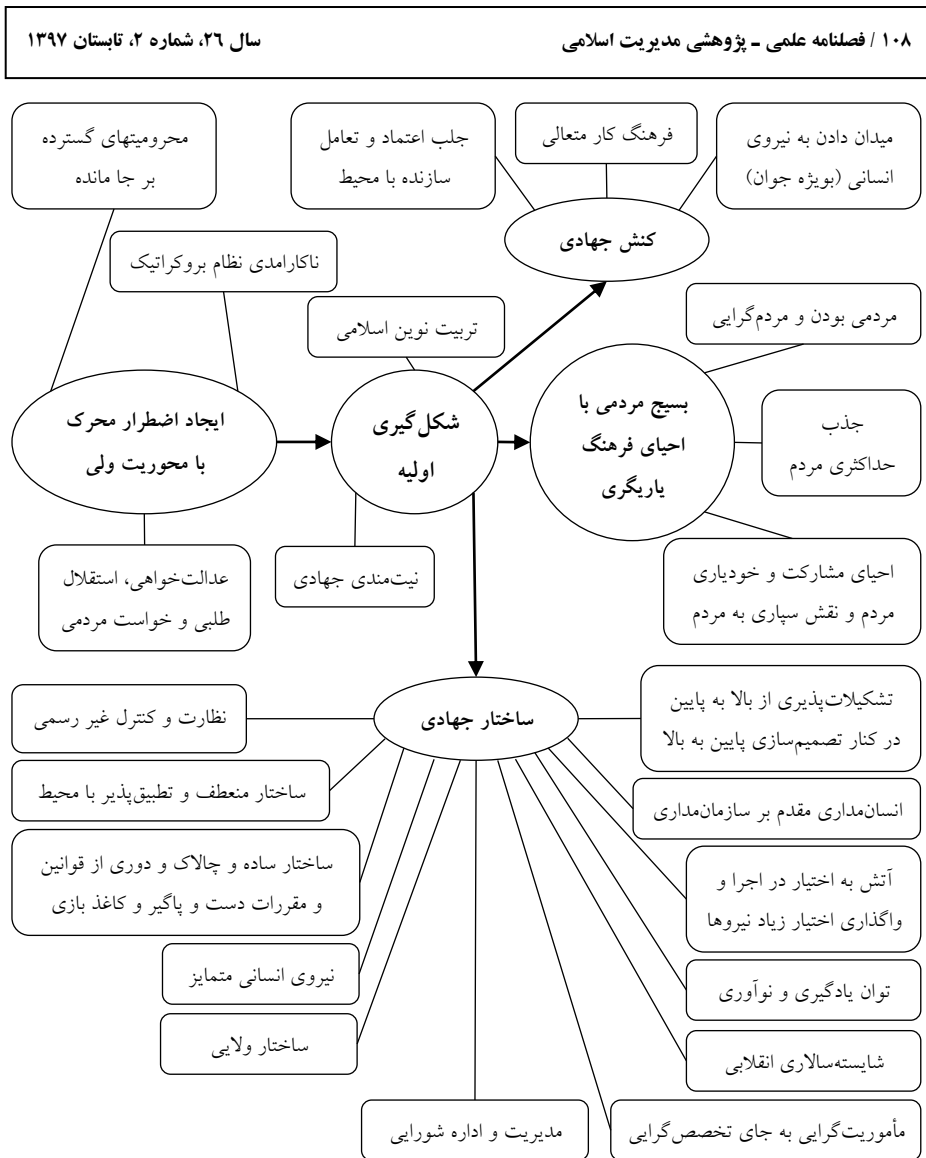 ۱۰۸ / فصلنامه علمی ـ پژوهشی مدیریت اسلامی
سال ۲۶، شماره ۲، تابستان ۱۳۹۷
میدان دادن به نیروی
انسانی (بویژه جوان)
فرهنگ کار متعالی
جلب اعتماد و تعامل
سازنده با محیط
محرومیتهای گسترده
بر جا مانده
کنش جهادی
ناکارامدی نظام بروکراتیک
تربیت نوین اسلامی
مردمی بودن و مردم‌گرایی
ایجاد اضطرار محرک
با محوریت ولی
شکل‌گیری
اولیه
بسیج مردمی با
احیای فرهنگ
یاریگری
جذب
حداکثری مردم
عدالت‌خواهی، استقلال
طلبی و خواست مردمی
نیت‌مندی جهادی
احیای مشارکت و خودیاری
مردم و نقش سپاری به مردم
ساختار جهادی
تشکیلات‌پذیری از بالا به پایین
در کنار تصمیم‌سازی پایین به بالا
نظارت و کنترل غیر رسمی
انسان‌مداری مقدم بر سازمان‌مداری
ساختار منعطف و تطبیق‌پذیر با محیط
آتش به اختیار در اجرا و
واگذاری اختیار زیاد نیروها
ساختار ساده و چالاک و دوری از قوانین
و مقررات دست و پاگیر و کاغذ بازی
توان یادگیری و نوآوری
نیروی انسانی متمایز
شایسته‌سالاری انقلابی
ساختار ولایی
مأموریت‌گرایی به جای تخصص‌گرایی
مدیریت و اداره شورایی